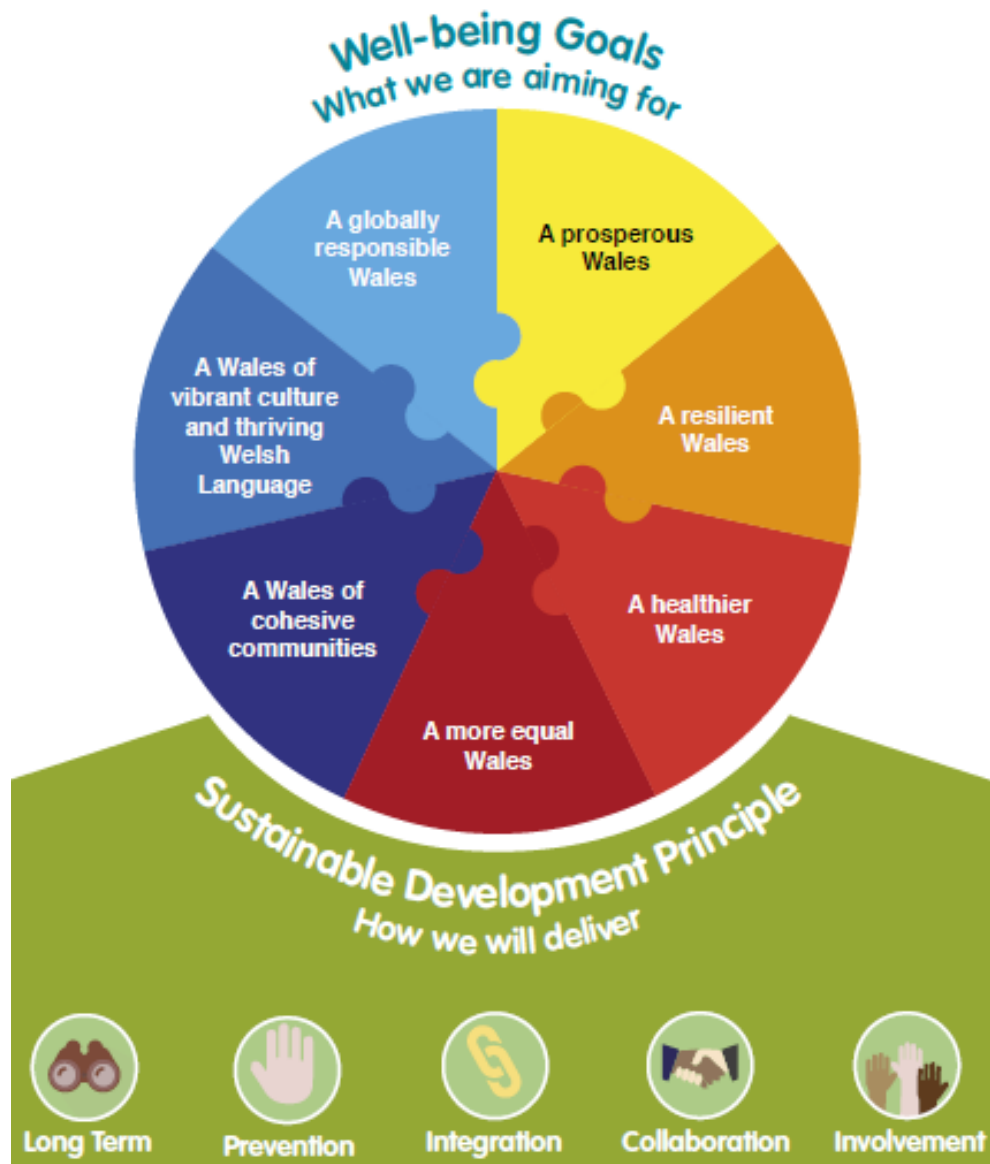 Well-being Goals
What we are aiming for
A globally
responsible
Wales
A prosperous
Wales
A Wales of
vibrant culture
and thriving
Welsh
Language
A resilient
Wales
A Wales of
cohesive
communities
A healthier
Wales
A more equal
Wales
Sustainable Development Principle
How we will deliver
Long Term
Prevention
Integration
Collaboration
Involvement